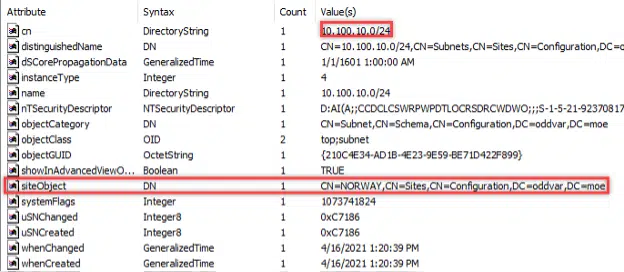 Attribute Syntax Count Value(s)
cn DirectoryString 1 10.100.10.0/24
distinguishedName DN 1 CN=10.100.10.0/24,CN=Subnets,CN=Sites,CN=Configuration,DC=o
dSCorePropagationData GeneralizedTime 1 1/1/1601 1:00:00 AM
instanceType Integer 1 4
name DirectoryString 1 10.100.10.0/24
nTSecurityDescriptor NTSecurityDescriptor 1 D:AI(A;;CCDCLCSWRPWPDTLOCRSDRCWDWO;;;S-1-5-21-92370817
objectCategory DN 1 CN=Subnet,CN=Schema,CN=Configuration,DC=oddvar,DC=moe
objectClass OID 2 top;subnet
objectGUID OctetString 1 {210C4E34-AD1B-4E23-9E59-BE71D422F899}
showInAdvancedViewO... Boolean 1 TRUE
siteObject DN 1 CN=NORWAY,CN=Sites,CN=Configuration,DC=oddvar,DC=moe
systemFlags Integer 1 1073741824
uSNChanged Integer8 1 0xC7186
uSNCreated Integer8 1 0xC7186
whenChanged GeneralizedTime 1 4/16/2021 1:20:39 PM
whenCreated GeneralizedTime 1 4/16/2021 1:20:39 PM